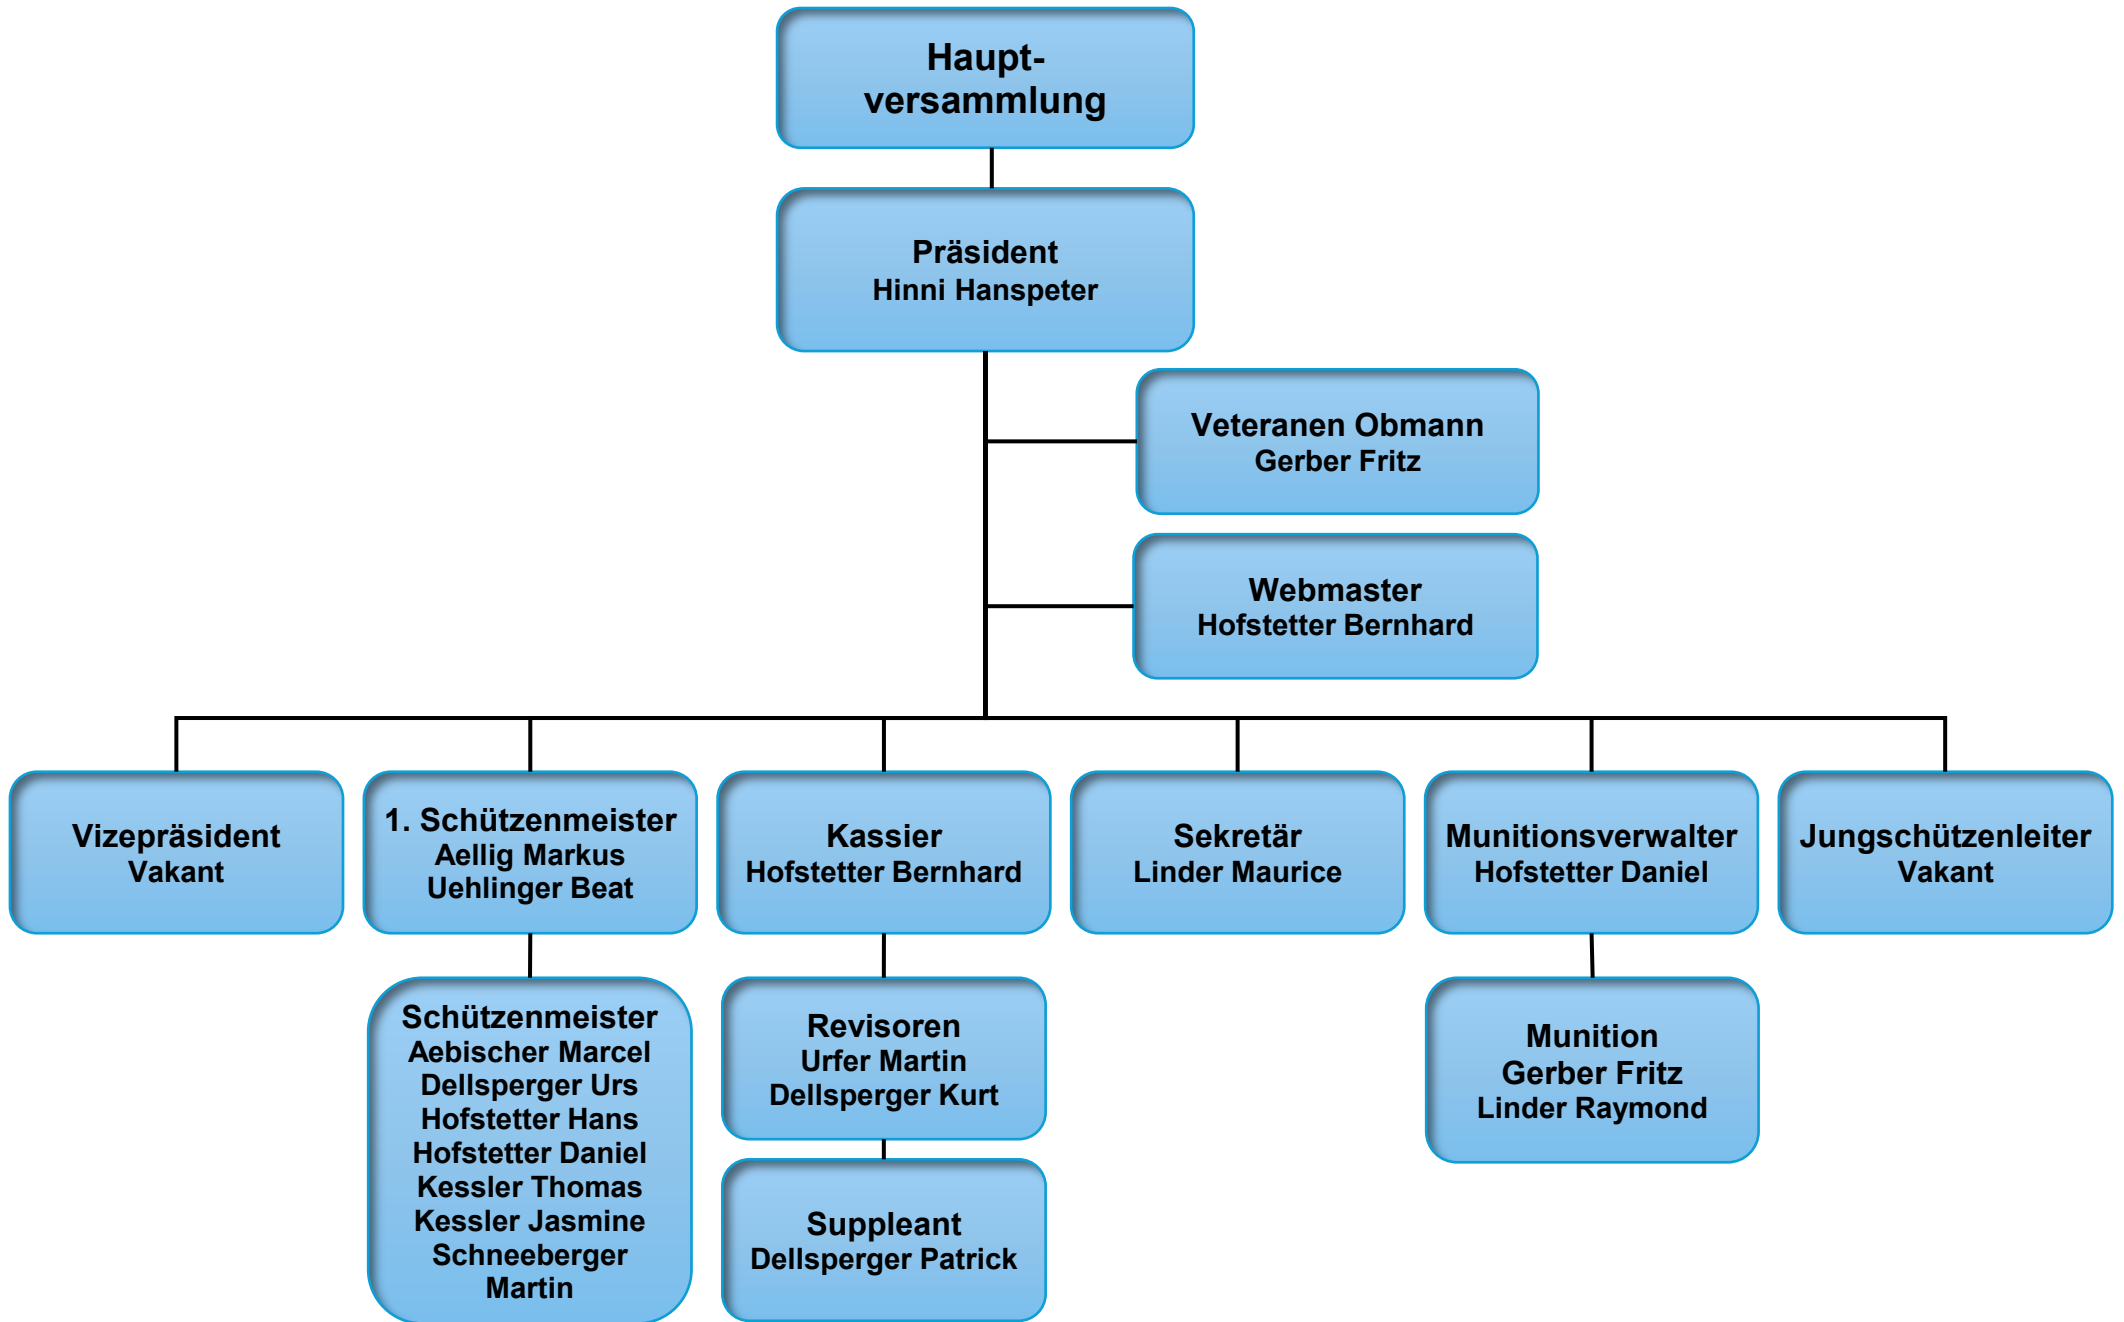 Haupt-
versammlung
Präsident
Hinni Hanspeter
Veteranen Obmann
Gerber Fritz
Webmaster
Hofstetter Bernhard
Vizepräsident
Vakant
1. Schützenmeister
Aellig Markus
Uehlinger Beat
Kassier
Hofstetter Bernhard
Sekretär
Linder Maurice
Munitionsverwalter
Hofstetter Daniel
Jungschützenleiter
Vakant
Schützenmeister
Aebischer Marcel
Dellsperger Urs
Hofstetter Hans
Hofstetter Daniel
Kessler Thomas
Kessler Jasmine
Schneeberger
Martin
Revisoren
Urfer Martin
Dellsperger Kurt
Suppleant
Dellsperger Patrick
Munition
Gerber Fritz
Linder Raymond